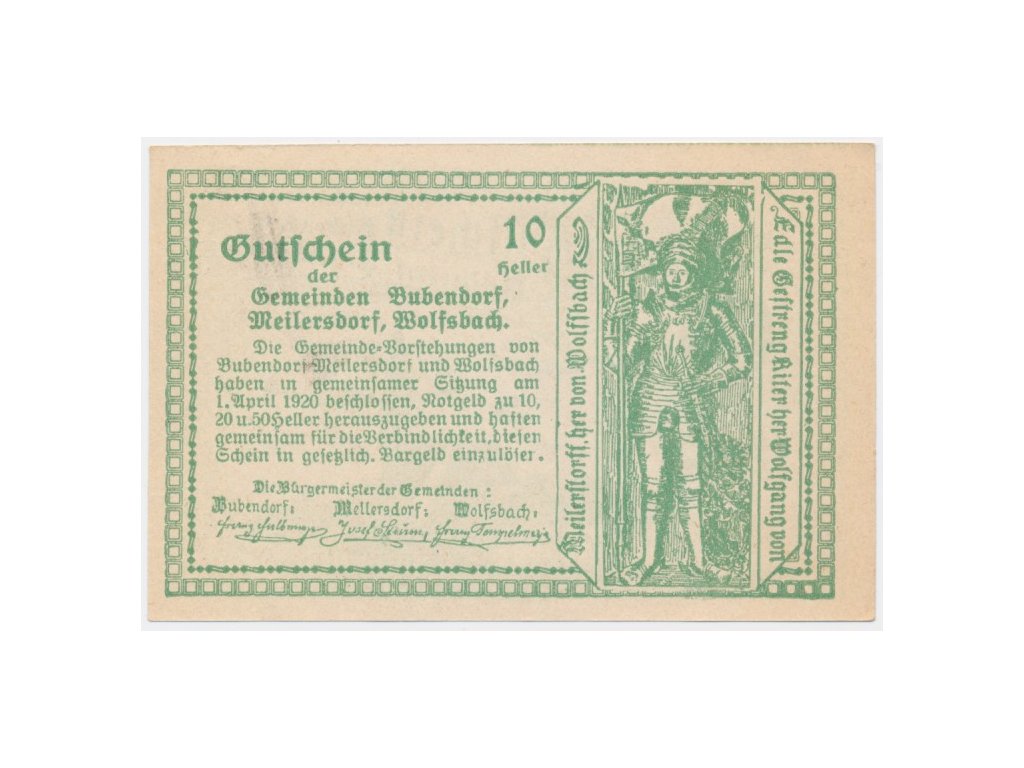 Gutschein
10
Heller
der
Gemeinden Bubendorf,
Meilersdorf, Wolfsbach.
Die Gemeinde-Vorstehungen von
Bubendorf-Meilersdorf und Wolfsbach
haben in gemeinsamer Sitzung am
1. April 1920 beschlossen, Notgeld zu 10,
20 u. 50 Heller herauszugeben und haften
gemeinsam für die Verbindlichkeit, diesen
Schein in gesetzlich. Bargeld einzulösen.
Die Bürgermeister der Gemeinden:
Bubendorf: Meilersdorf: Wolfsbach:
Josef Franz
Edle Gestreng Riter her Wolfgang von
Meilerstorff, her von Wolffbach